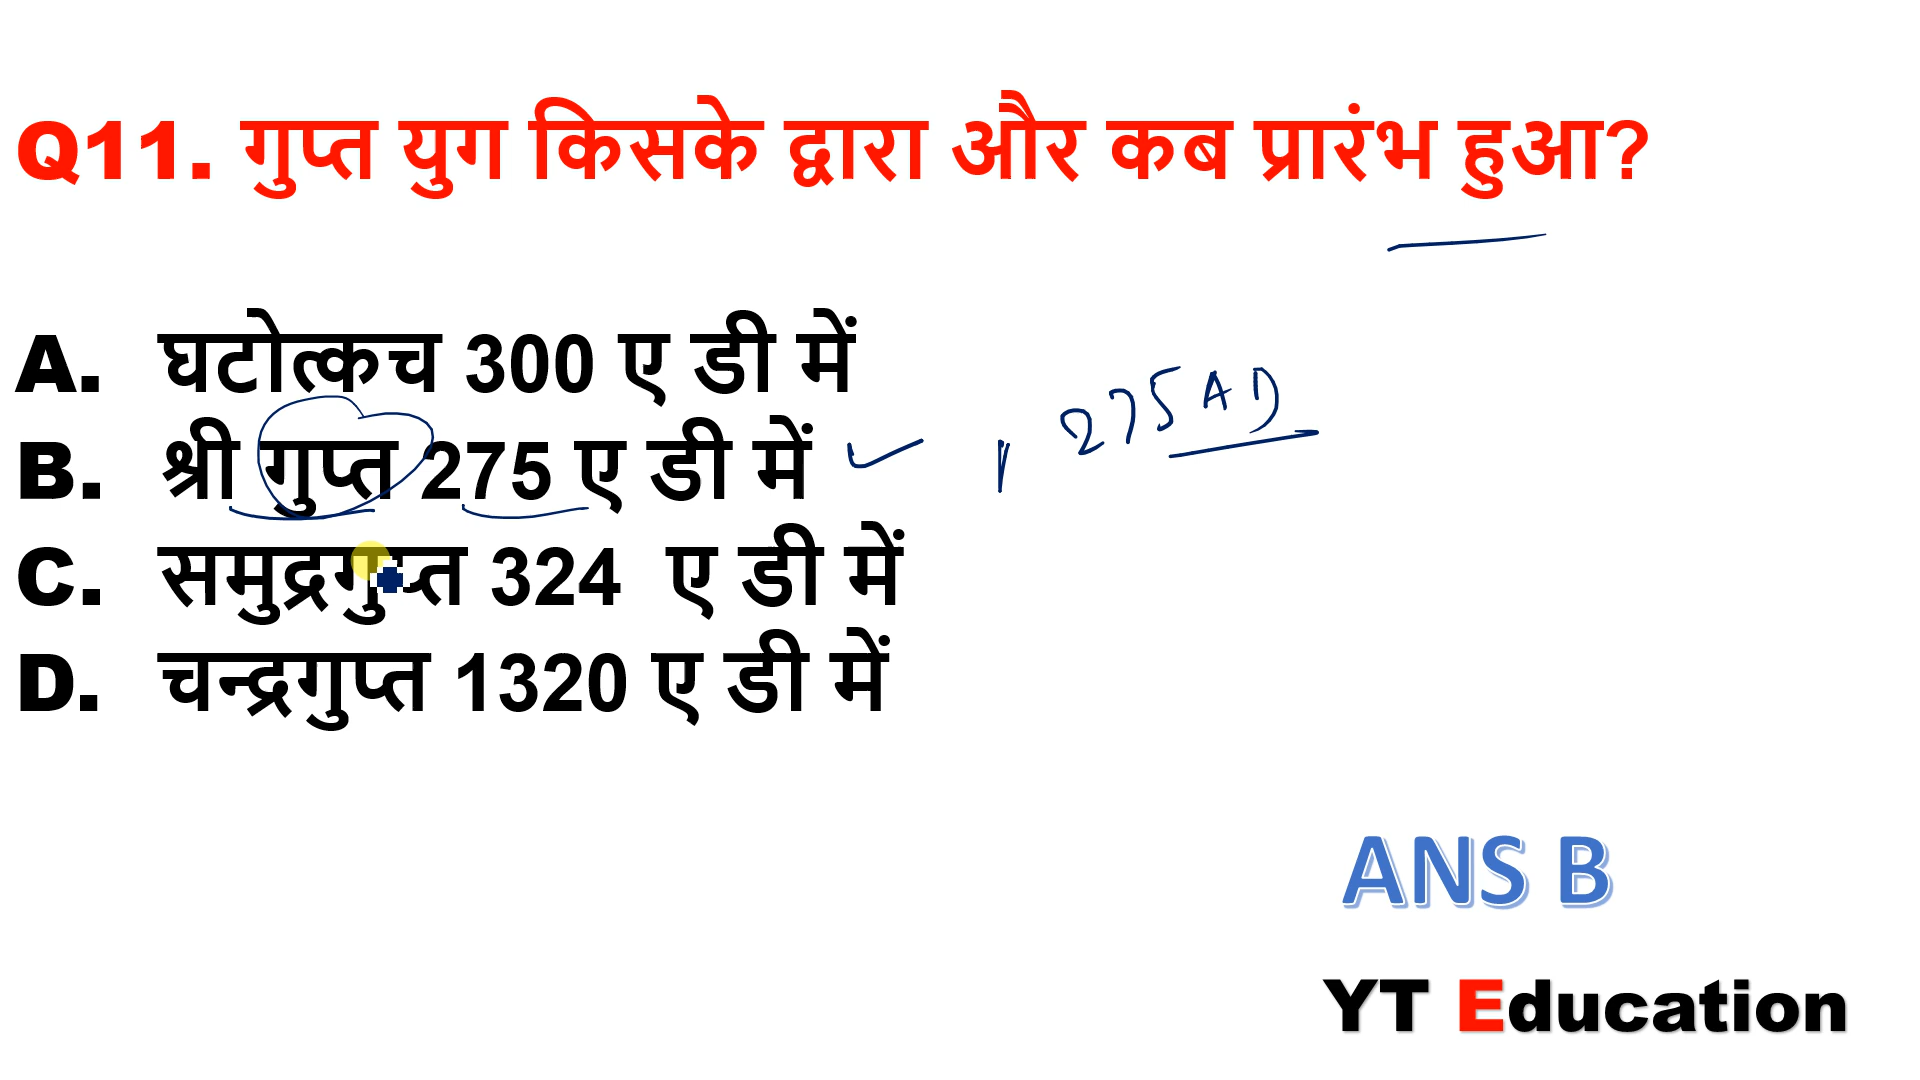 Q11. गुप्त युग किसके द्वारा और कब प्रारंभ हुआ?
A. घटोत्कच 300 ए डी में
B. श्री गुप्त 275 ए डी में
275 AD
C. समुद्रगुप्त 324 ए डी में
D. चन्द्रगुप्त 1320 ए डी में
ANS B
YT Education